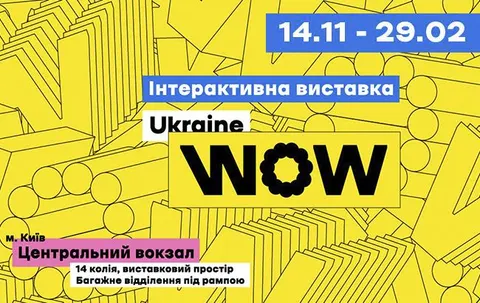 14.11 - 29.02
Інтерактивна виставка
Ukraine
WOW
м. Київ
Центральний вокзал
14 колія, виставковий простір
Багажне відділення під рампою